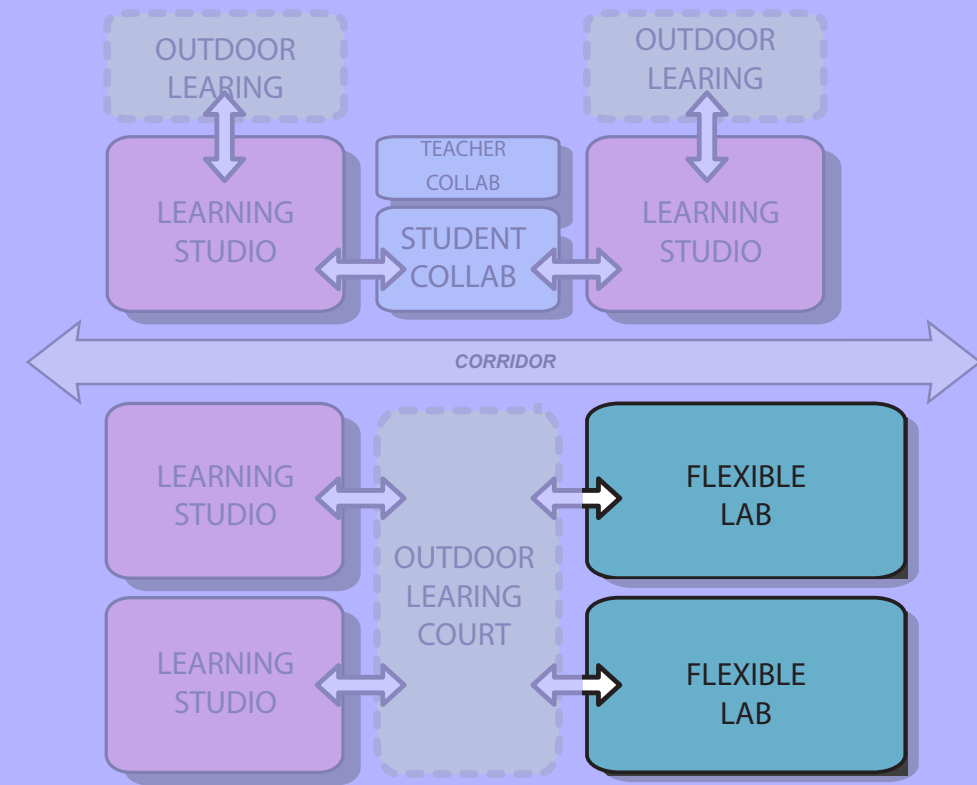 OUTDOOR
LEARING
OUTDOOR
LEARING
LEARNING
STUDIO
TEACHER
COLLAB
STUDENT
COLLAB
LEARNING
STUDIO
CORRIDOR
LEARNING
STUDIO
OUTDOOR
LEARING
COURT
FLEXIBLE
LAB
LEARNING
STUDIO
FLEXIBLE
LAB